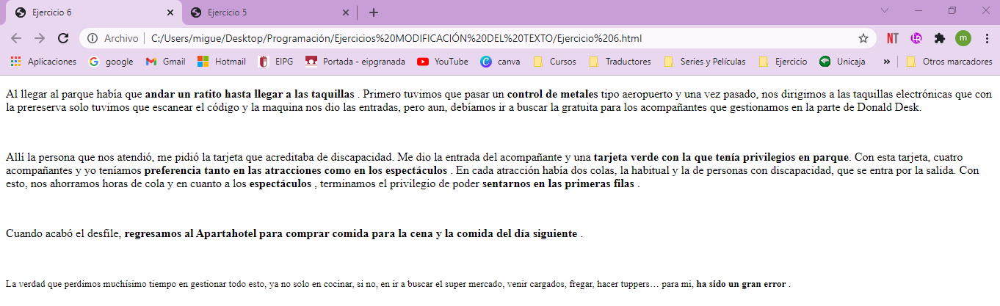 Ejercicio 6
Ejercicio 5
Archivo | C:/Users/migue/Desktop/Programación/Ejercicios%20MODIFICACIÓN%20DEL%20TEXTO/Ejercicio%206.html
NT
m
Aplicaciones google Gmail Hotmail EIPG Portada - eipgranada YouTube canva Cursos Traductores Series y Películas Ejercicio Unicaja » Otros marcadores
Al llegar al parque había que andar un ratito hasta llegar a las taquillas . Primero tuvimos que pasar un control de metales tipo aeropuerto y una vez pasado, nos dirigimos a las taquillas electrónicas que con
la prereserva solo tuvimos que escanear el código y la maquina nos dio las entradas, pero aun, debíamos ir a buscar la gratuita para los acompañantes que gestionamos en la parte de Donald Desk.
Allí la persona que nos atendió, me pidió la tarjeta que acreditaba de discapacidad. Me dio la entrada del acompañante y una tarjeta verde con la que tenía privilegios en parque. Con esta tarjeta, cuatro
acompañantes y yo teníamos preferencia tanto en las atracciones como en los espectáculos . En cada atracción había dos colas, la habitual y la de personas con discapacidad, que se entra por la salida. Con
esto, nos ahorramos horas de cola y en cuanto a los espectáculos , terminamos el privilegio de poder sentarnos en las primeras filas .
Cuando acabó el desfile, regresamos al Apartahotel para comprar comida para la cena y la comida del día siguiente .
La verdad que perdimos muchísimo tiempo en gestionar todo esto, ya no solo en cocinar, si no, en ir a buscar el super mercado, venir cargados, fregar, hacer tuppers… para mi, ha sido un gran error .